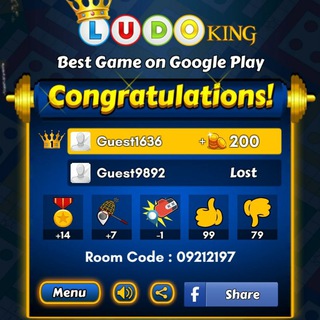 LUDO KING
Best Game on Google Play
Congratulations!
1 Guest1636 + 200
Guest9892 Lost
+14 +7 -1 99 79
Room Code : 09212197
Menu f Share